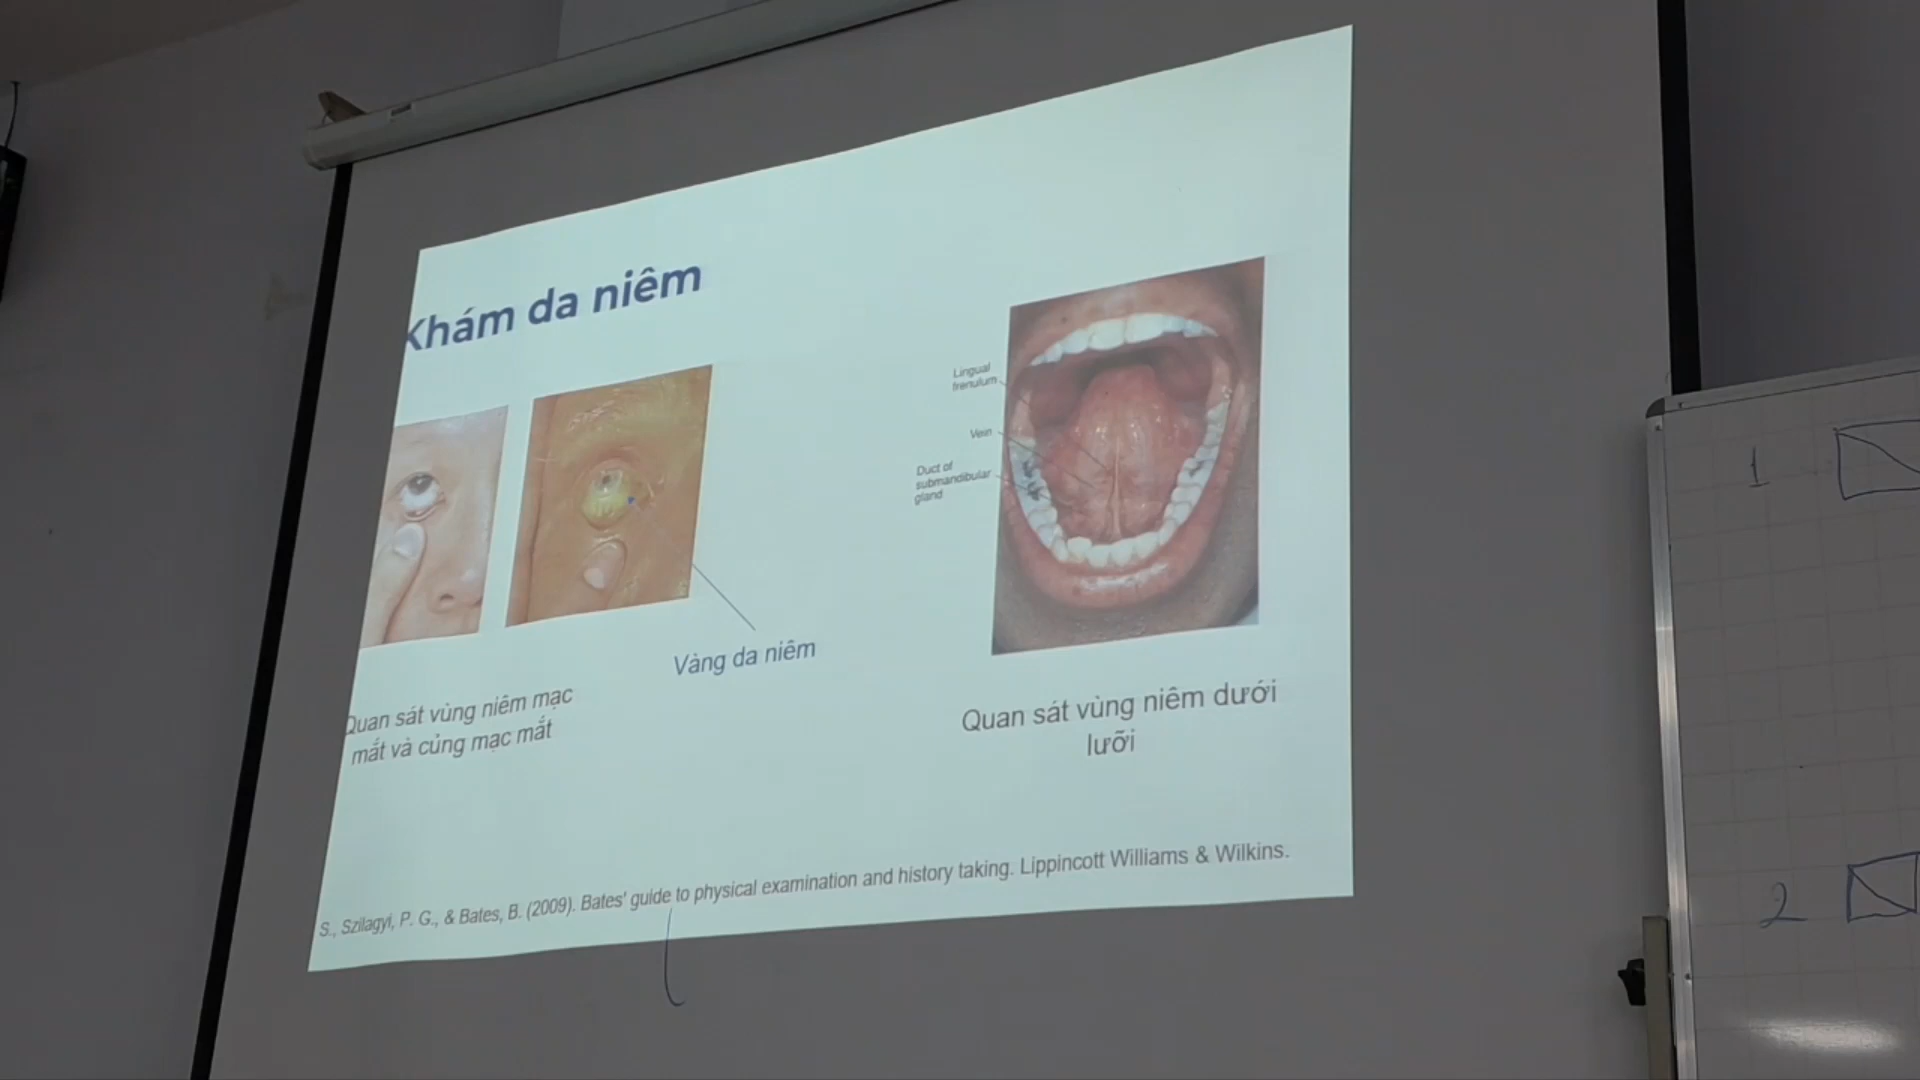 Khám da niêm
Lingual
frenulum
Vein
Duct of
submandibular
gland
Vàng da niêm
Quan sát vùng niêm mạc
mắt và củng mạc mắt
Quan sát vùng niêm dưới
lưỡi
S., Szilagyi, P. G., & Bates, B. (2009). Bates' guide to physical examination and history taking. Lippincott Williams & Wilkins.
1
2